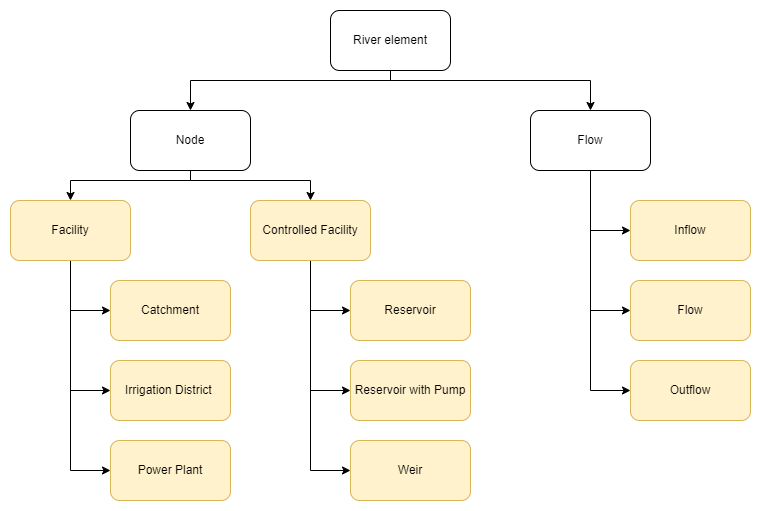 River element
Node
Flow
Facility
Controlled Facility
Inflow
Catchment
Reservoir
Flow
Irrigation District
Reservoir with Pump
Outflow
Power Plant
Weir